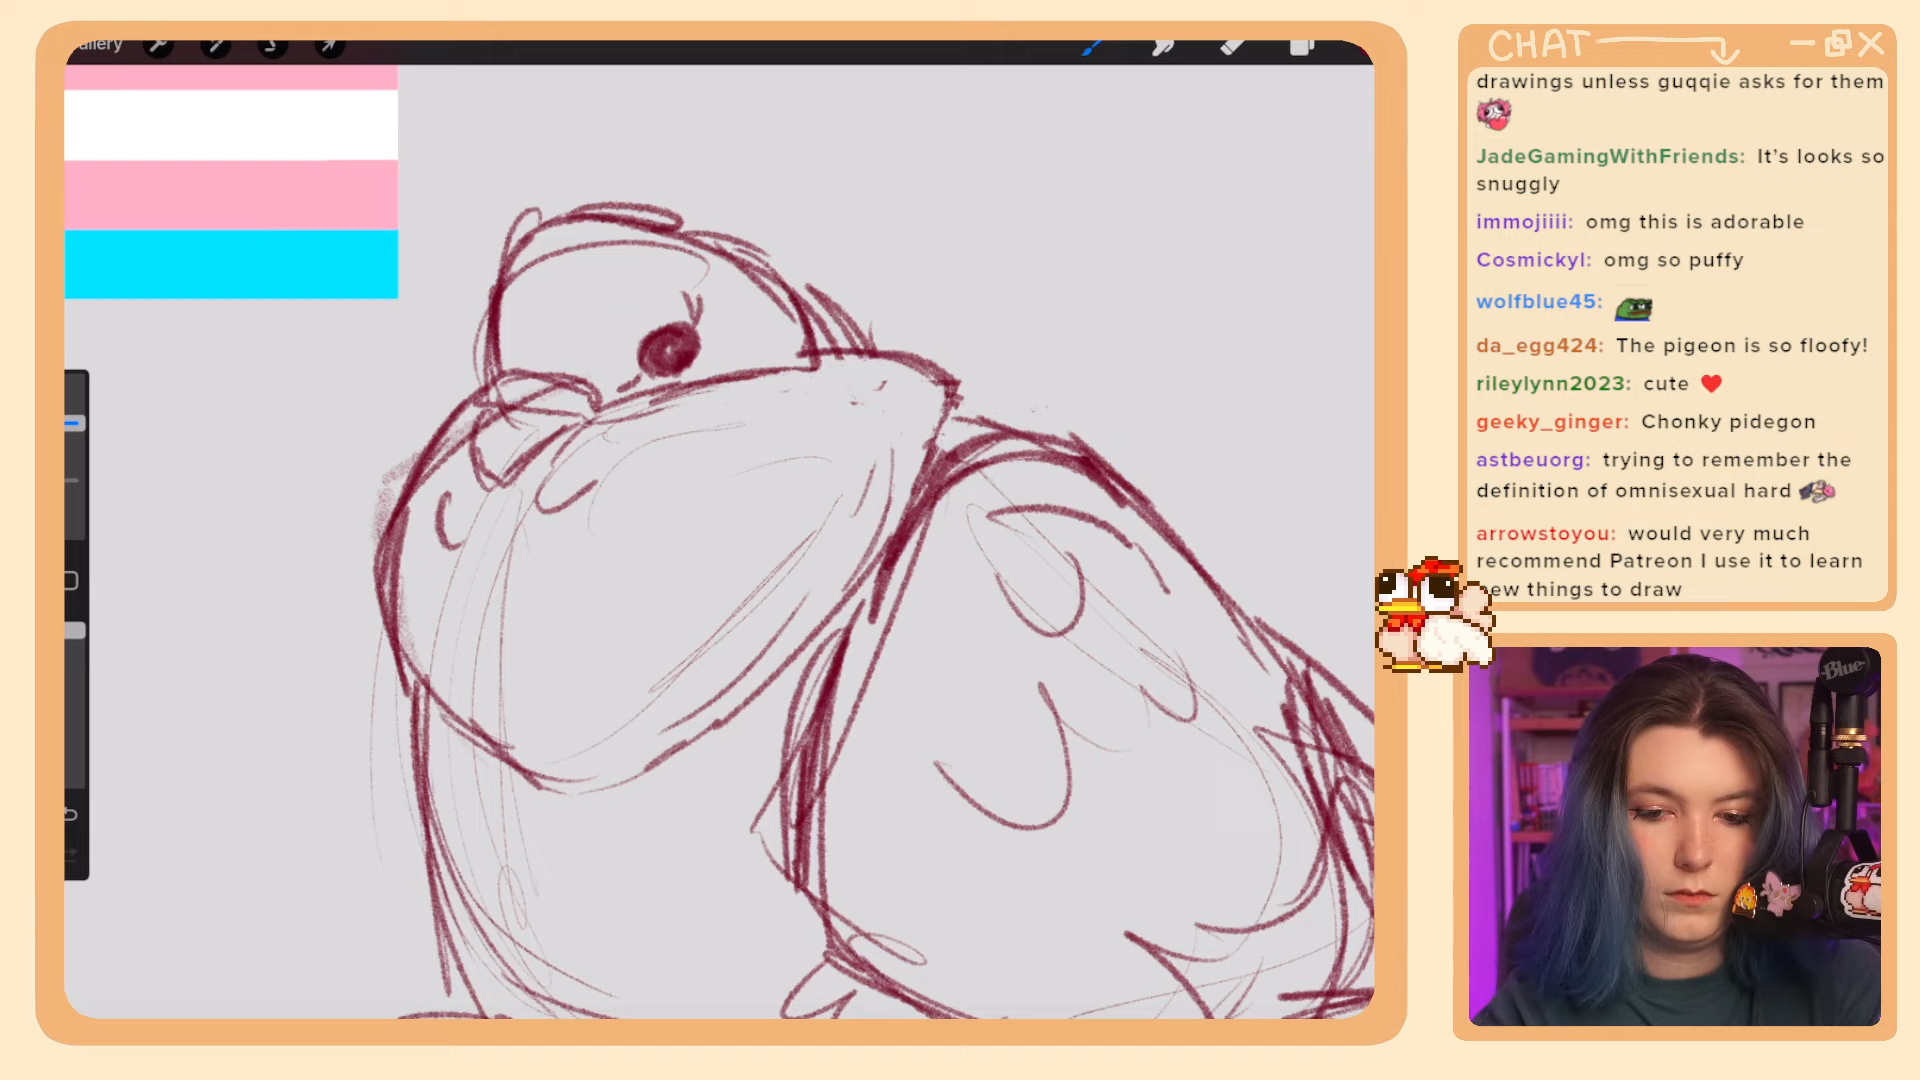 allery
CHAT
drawings unless guqqie asks for them
JadeGamingWithFriends: It's looks so
snuggly
immojiiii: omg this is adorable
Cosmickyl: omg so puffy
wolfblue45:
da_egg424: The pigeon is so floofy!
rileylynn2023: cute
geeky_ginger: Chonky pidegon
astbeuorg: trying to remember the
definition of omnisexual hard
arrowstoyou: would very much
recommend Patreon I use it to learn
ew things to draw
Blue